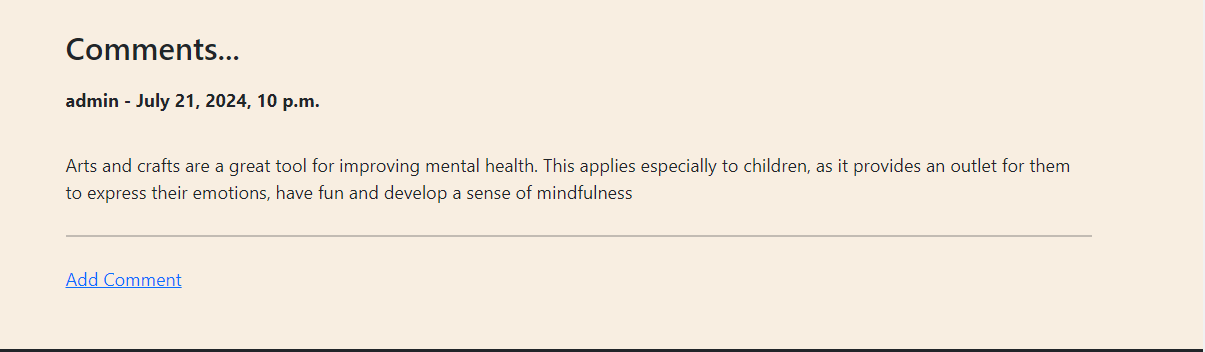 Comments...
admin - July 21, 2024, 10 p.m.
Arts and crafts are a great tool for improving mental health. This applies especially to children, as it provides an outlet for them
to express their emotions, have fun and develop a sense of mindfulness
Add Comment